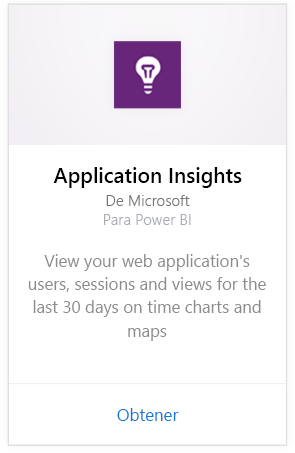 Application Insights
De Microsoft
Para Power BI
View your web application's
users, sessions and views for the
last 30 days on time charts and
maps
Obtener